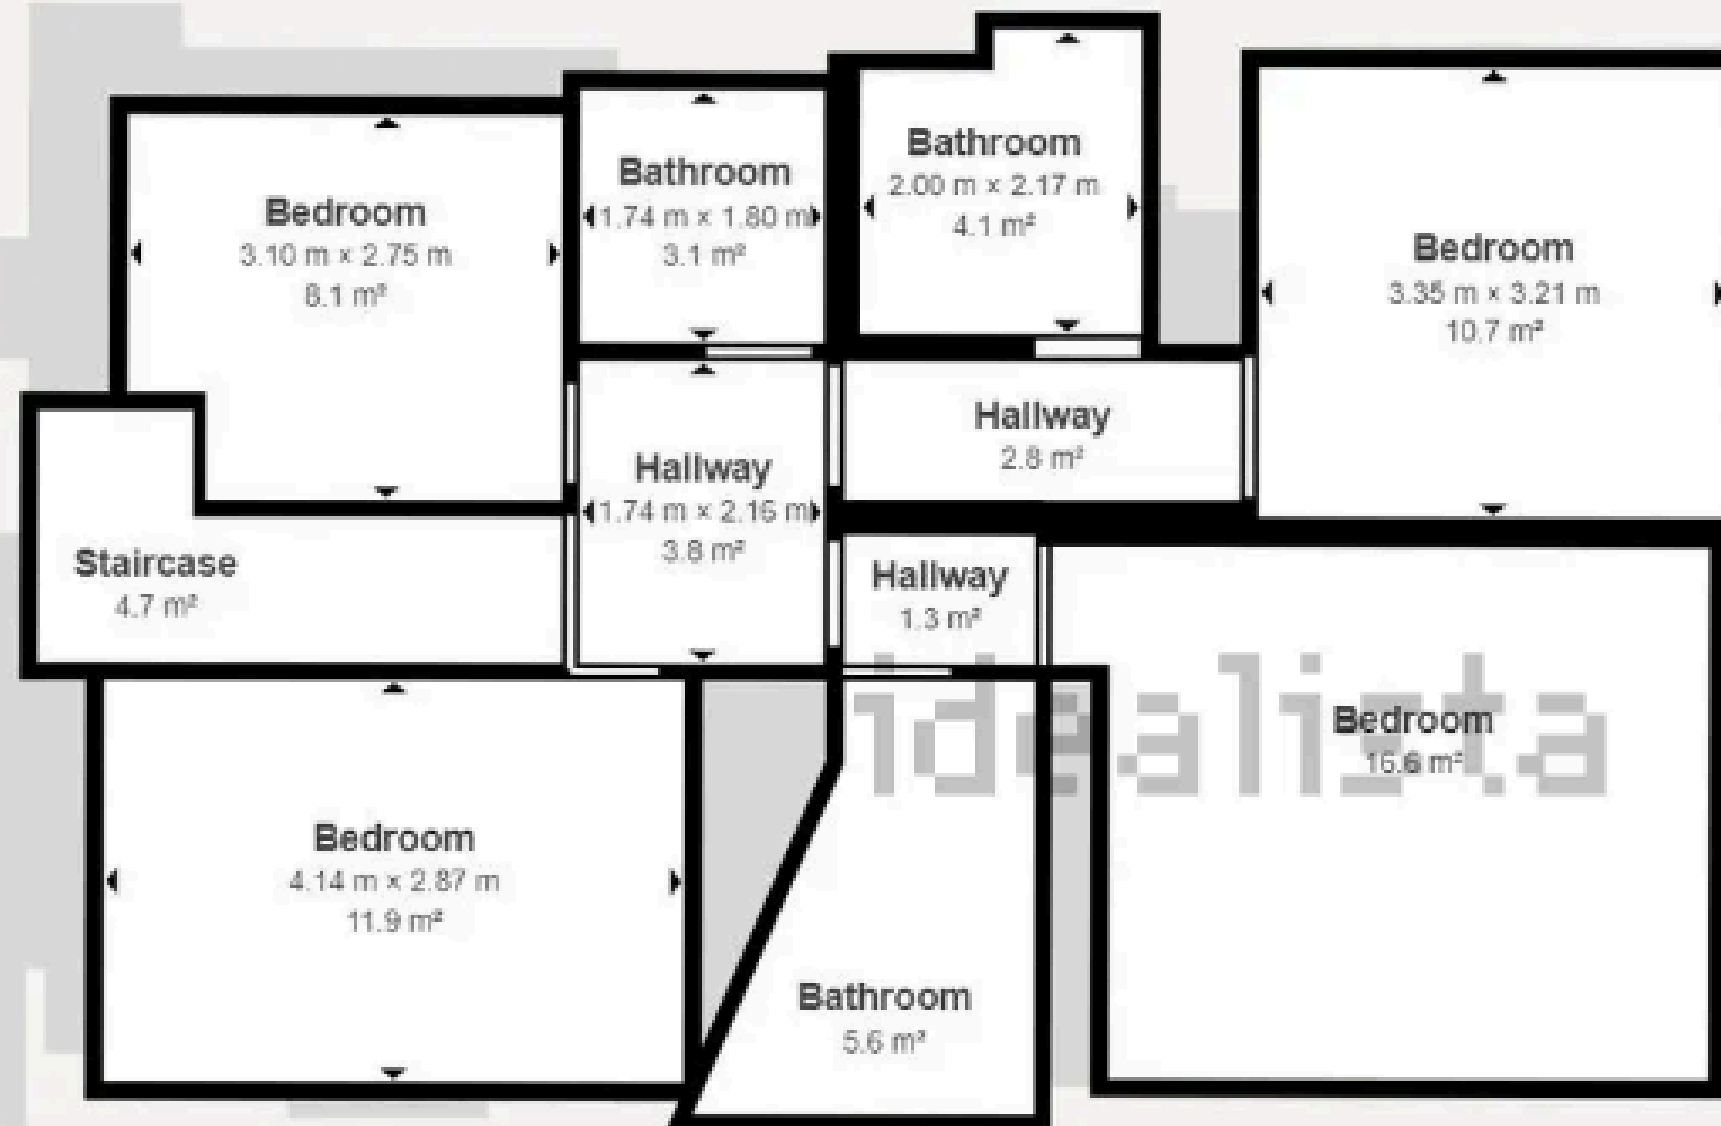 Bathroom
2.00 m × 2.17 m
4.1 m²
Bathroom
1.74 m × 1.80 m
3.1 m²
Bedroom
3.10 m × 2.75 m
8.1 m²
Bedroom
3.35 m × 3.21 m
10.7 m²
Hallway
2.8 m²
Hallway
1.74 m × 2.16 m
3.8 m²
Staircase
4.7 m²
Hallway
1.3 m²
idealista
Bedroom
Bedroom
4.14 m × 2.87 m
11.9 m²
Bathroom
5.6 m²